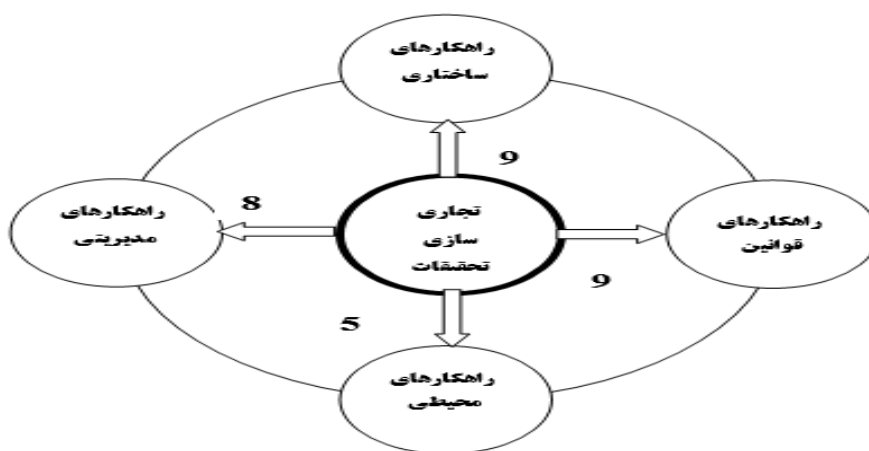 راهکارهای
ساختاری
9
راهکارهای
قوانین
9
تجاری
سازی
تحقیقات
8
راهکارهای
مدیریتی
5
راهکارهای
محیطی